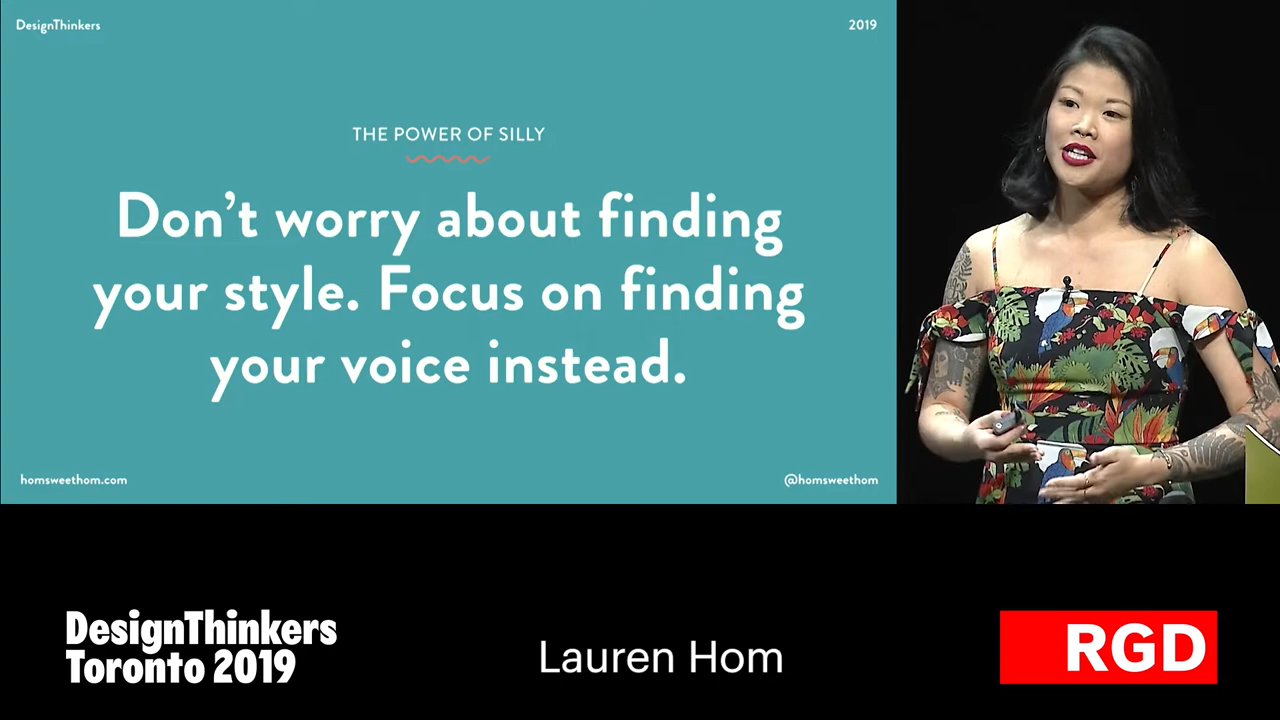 DesignThinkers
2019
THE POWER OF SILLY
Don’t worry about finding
your style. Focus on finding
your voice instead.
homsweethom.com
@homsweethom
DesignThinkers
Toronto 2019
Lauren Hom
RGD